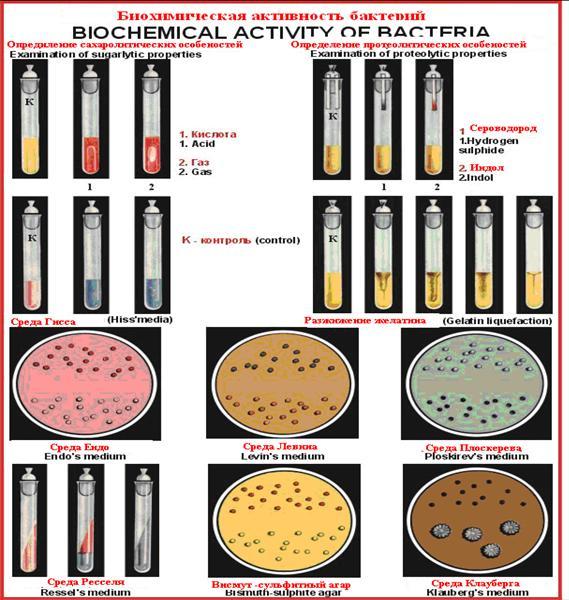 Биохимическая активность бактерий
BIOCHEMICAL ACTIVITY OF BACTERIA
Определиение сахаролитических особеностей
Examination of sugarlytic properties
К
1. Кислота
1. Acid
2. Газ
2. Gas
1
2
Определение протеолитических особеностей
Examination of proteolytic properties
К
1 Сероводород
1.Hydrogen
sulphide
2. Индол
2.Indol
1
2
К
К - контроль (control)
Среда Гисса
(Hiss'media)
К
Разжижение желатина
(Gelatin liquefaction)
Среда Ендо
Endo's medium
Среда Левина
Levin's medium
Среда Плоскерева
Ploskirev's medium
Среда Ресселя
Ressel's medium
Висмут -сульфитный агар
Bismuth-sulphite agar
Среда Клауберга
Klauberg's medium